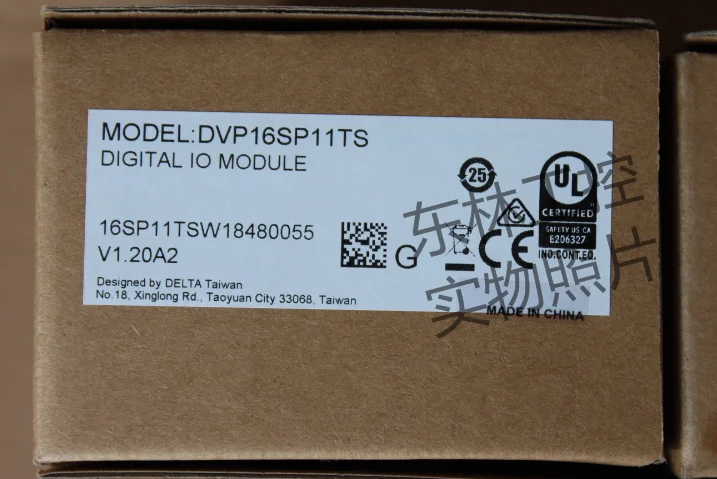 MODEL:DVP16SP11TS
DIGITAL IO MODULE
16SP11TSW18480055
V1.20A2
G
Designed by DELTA Taiwan
No.18, Xinglong Rd., Taoyuan City 33068, Taiwan
25
UL
CERTIFIED
SAFETY US CA
E206327
IND.CONT.EQ.
CE
MADE IN CHINA
东林工控
实物照片